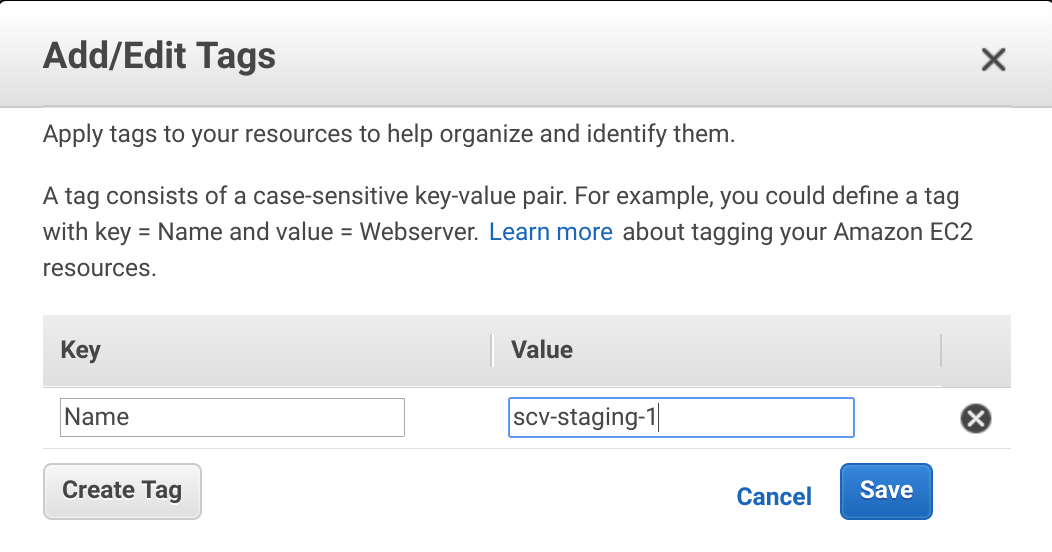 Add/Edit Tags
Apply tags to your resources to help organize and identify them.
A tag consists of a case-sensitive key-value pair. For example, you could define a tag
with key = Name and value = Webserver. Learn more about tagging your Amazon EC2
resources.
Key Value
Name scv-staging-1
Create Tag Cancel Save